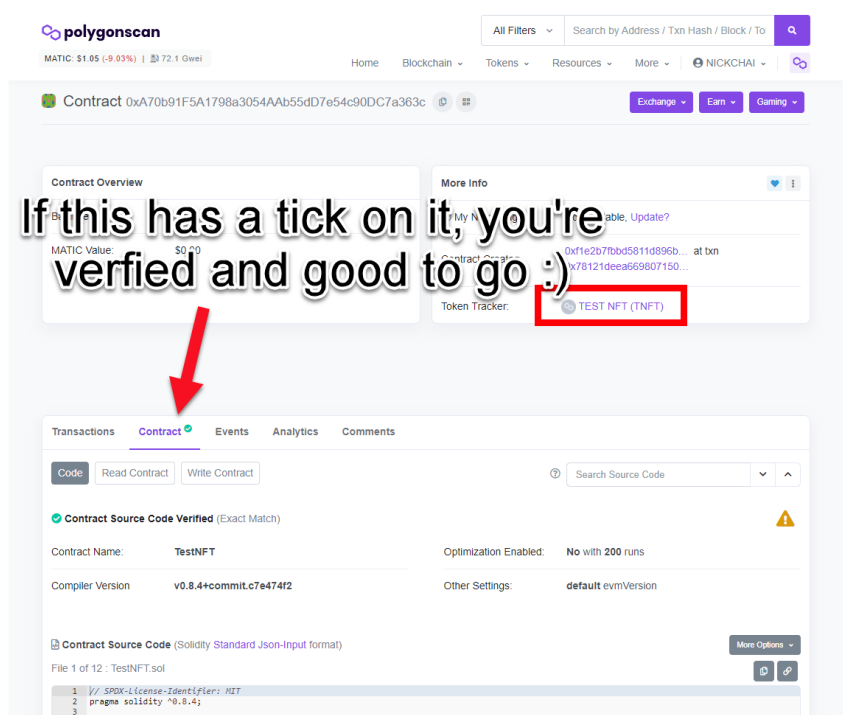 polygonscan
All Filters
Search by Address / Txn Hash / Block / To
MATIC: $1.05 (-9.03%) | 72.1 Gwei
Home Blockchain Tokens Resources More NICKCHAI
Contract 0xA70b91F5A1798a3054AAb55dD7e54c90DC7a363c
Exchange Earn Gaming
Contract Overview
More Info
If this has a tick on it, you're
verfied and good to go :)
My
Update?
MATIC Value: $0.00
0xf1e2b7fbbd5811d896b... at txn
78121deea669807150...
Token Tracker: TEST NFT (TNFT)
Transactions Contract Events Analytics Comments
Code Read Contract Write Contract
Search Source Code
Contract Source Code Verified (Exact Match)
Contract Name: TestNFT
Optimization Enabled: No with 200 runs
Compiler Version v0.8.4+commit.c7e474f2
Other Settings: default evmVersion
Contract Source Code (Solidity Standard Json-Input format)
More Options
File 1 of 12 : TestNFT.sol
1 // SPDX-License-Identifier: MIT
2 pragma solidity ^0.8.4;
3